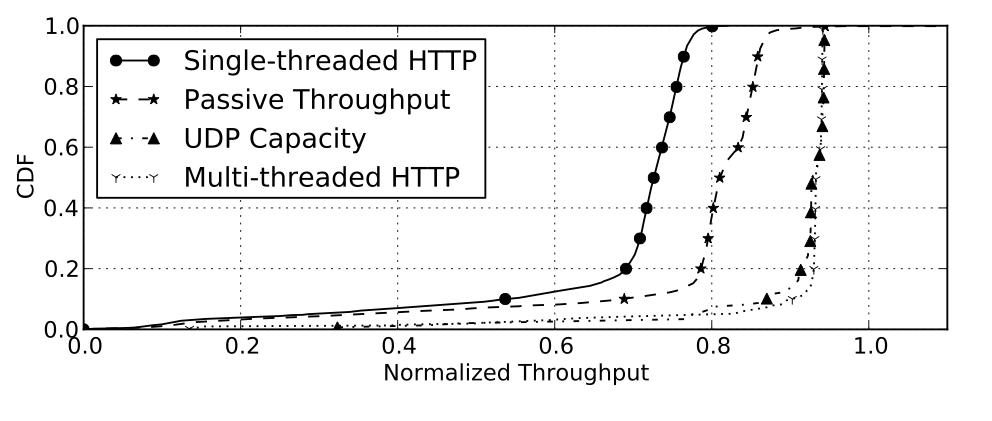 1.0
0.8
0.6
0.4
0.2
0.0
CDF
Single-threaded HTTP
Passive Throughput
UDP Capacity
Multi-threaded HTTP
0.0 0.2 0.4 0.6 0.8 1.0
Normalized Throughput